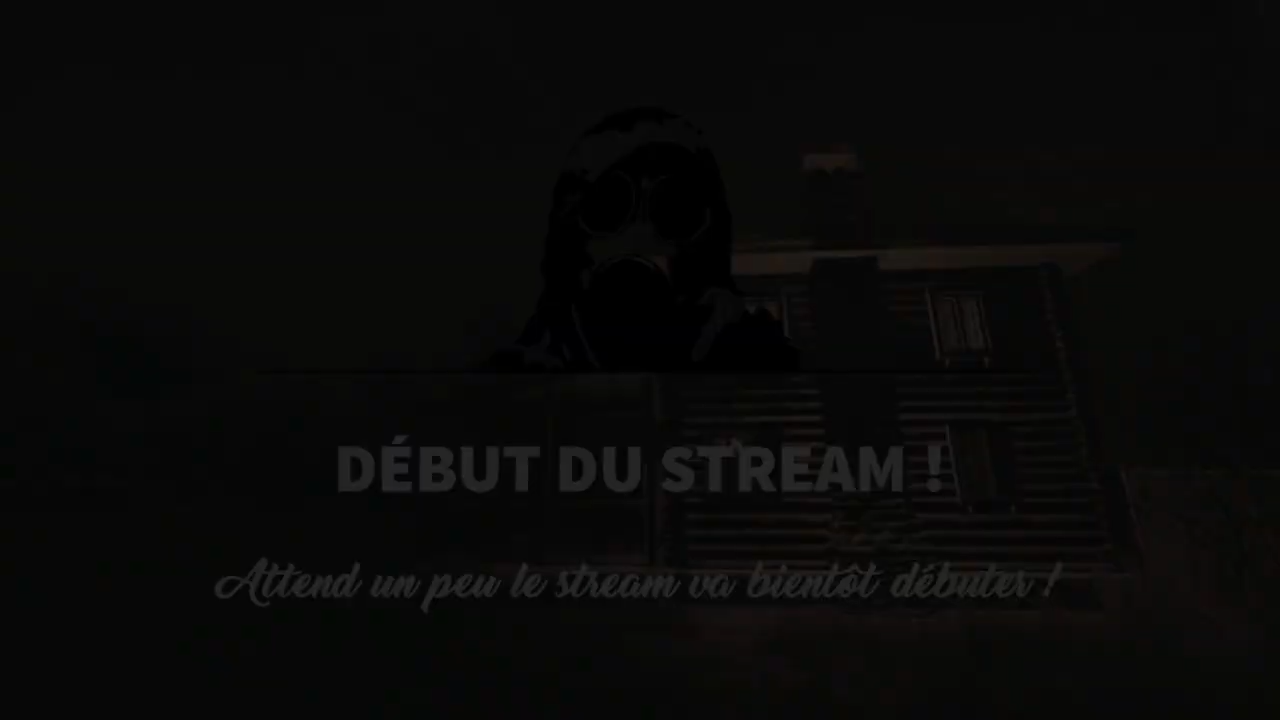 DÉBUT DU STREAM !
Attend un peu le stream va bientôt débuter !